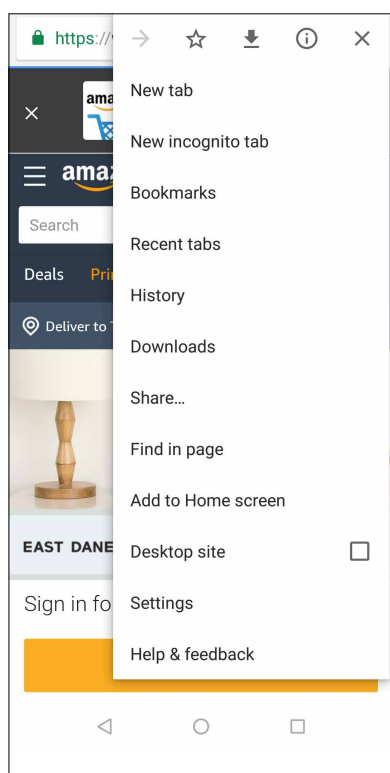 https://
New tab
ama
New incognito tab
Bookmarks
Search
Recent tabs
Deals
History
Deliver to
Downloads
Share...
Find in page
Add to Home screen
EAST DANE
Desktop site
Sign in fo
Settings
Help & feedback